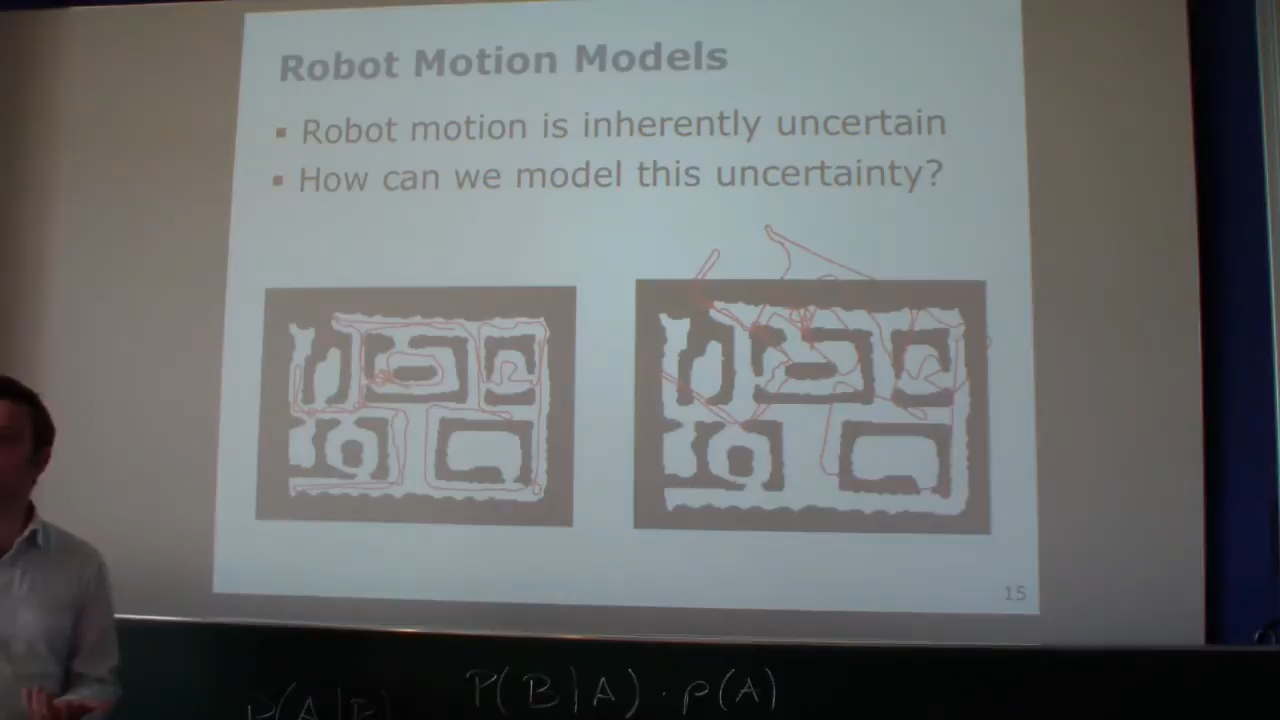 Robot Motion Models
▪ Robot motion is inherently uncertain
▪ How can we model this uncertainty?
15
P(B|A) · p(A)